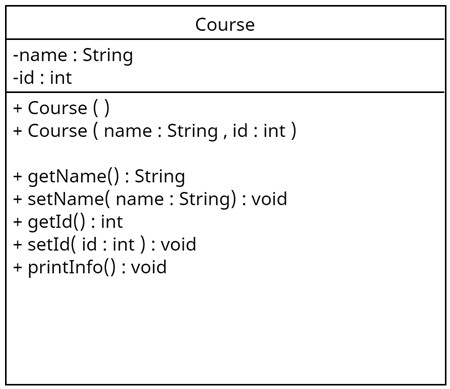 Course
-name : String
-id : int
+ Course ( )
+ Course ( name : String , id : int )
+ getName() : String
+ setName( name : String) : void
+ getId() : int
+ setId( id : int ) : void
+ printInfo() : void